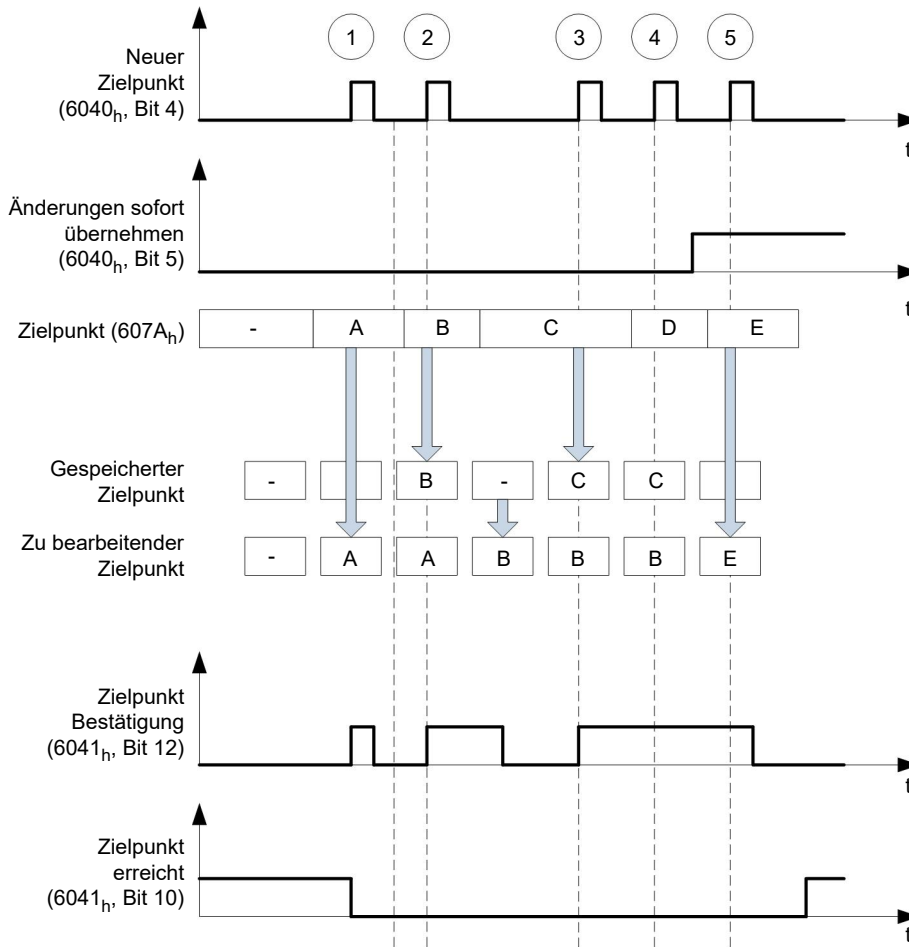 1 2 3 4 5
Neuer
Zielpunkt
(6040h, Bit 4)
t
Änderungen sofort
übernehmen
(6040h, Bit 5)
t
Zielpunkt (607Ah)
- A B C D E
Gespeicherter
Zielpunkt
- B - C C
Zu bearbeitender
Zielpunkt
- A A B B B E
Zielpunkt
Bestätigung
(6041h, Bit 12)
t
Zielpunkt
erreicht
(6041h, Bit 10)
t